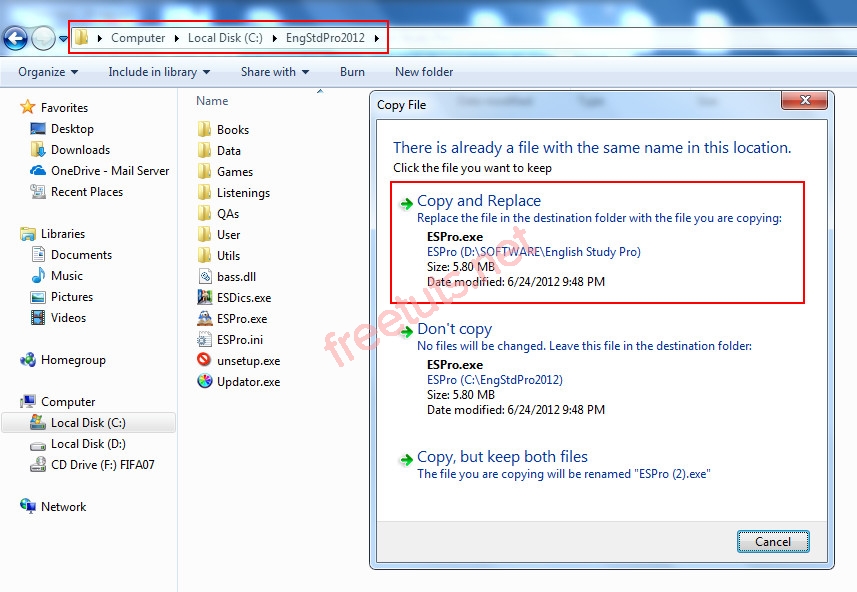 Computer Local Disk (C:) EngStdPro2012
Organize Include in library Share with Burn New folder
Favorites
Desktop
Downloads
OneDrive - Mail Server
Recent Places
Libraries
Documents
Music
Pictures
Videos
Homegroup
Computer
Local Disk (C:)
Local Disk (D:)
CD Drive (F:) FIFA07
Network
Name
Books
Data
Games
Listenings
QAs
User
Utils
bass.dll
ESDics.exe
ESPro.exe
ESPro.ini
unsetup.exe
Updator.exe
Copy File
There is already a file with the same name in this location.
Click the file you want to keep
Copy and Replace
Replace the file in the destination folder with the file you are copying:
ESPro.exe
ESPro (D:\SOFTWARE\English Study Pro)
Size: 5.80 MB
Date modified: 6/24/2012 9:48 PM
Don't copy
No files will be changed. Leave this file in the destination folder:
ESPro.exe
ESPro (C:\EngStdPro2012)
Size: 5.80 MB
Date modified: 6/24/2012 9:48 PM
Copy, but keep both files
The file you are copying will be renamed "ESPro (2).exe"
Cancel
freetuts.net